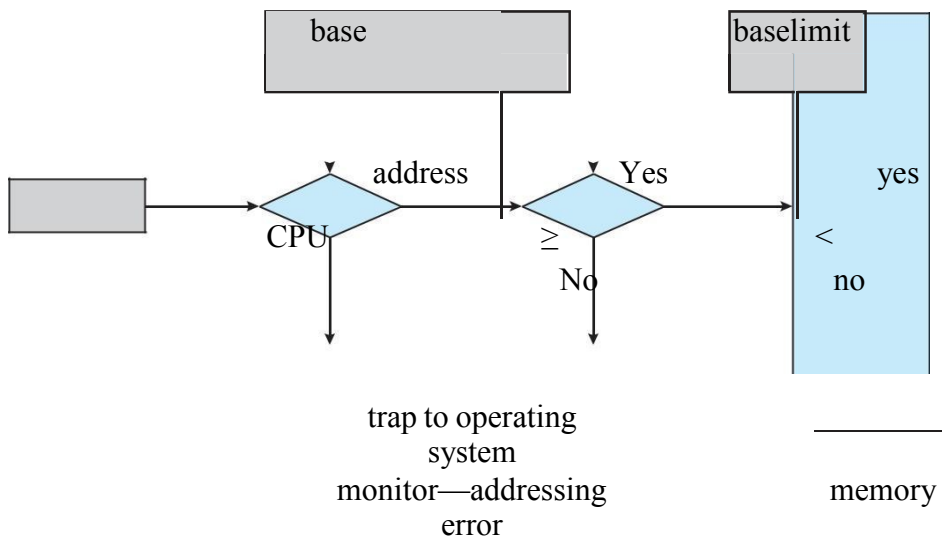 base baselimit
address Yes yes
CPU ≥ <
No no
trap to operating
system
monitor—addressing
error
memory